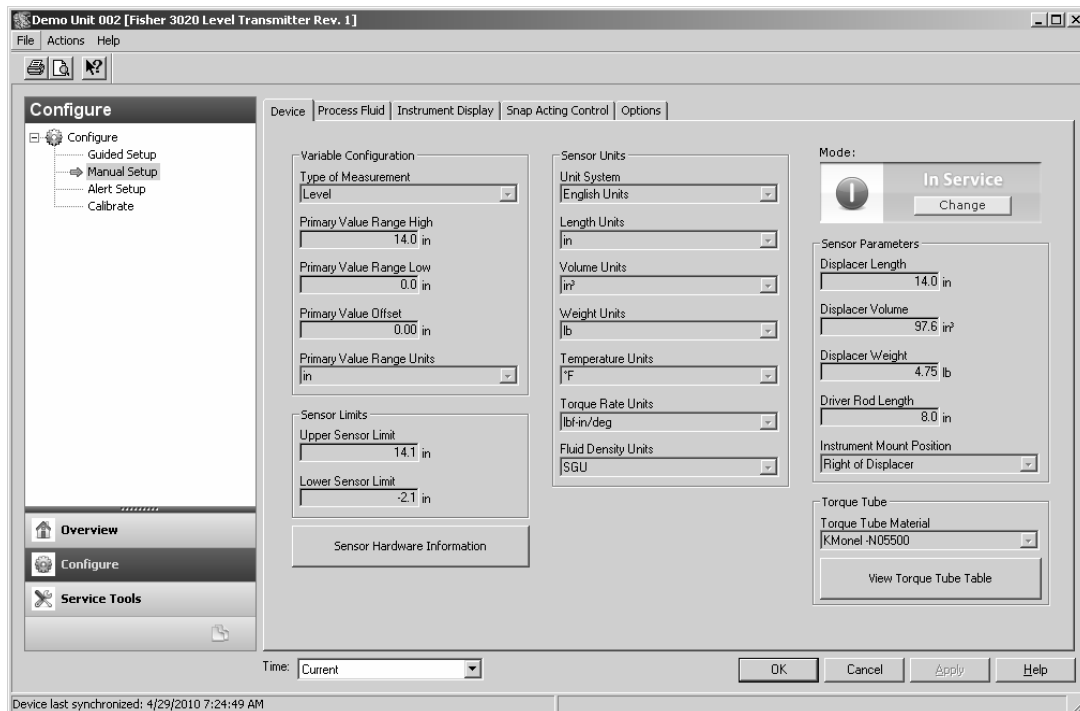 Demo Unit 002 [Fisher 3020 Level Transmitter Rev. 1]
File Actions Help
Configure
Configure
Guided Setup
Manual Setup
Alert Setup
Calibrate
Overview
Configure
Service Tools
Device Process Fluid Instrument Display Snap Acting Control Options
Variable Configuration
Type of Measurement
Level
Primary Value Range High
14.0 in
Primary Value Range Low
0.0 in
Primary Value Offset
0.00 in
Primary Value Range Units
in
Sensor Limits
Upper Sensor Limit
14.1 in
Lower Sensor Limit
-2.1 in
Sensor Hardware Information
Sensor Units
Unit System
English Units
Length Units
in
Volume Units
in³
Weight Units
lb
Temperature Units
°F
Torque Rate Units
lbf-in/deg
Fluid Density Units
SGU
Mode:
In Service
Change
Sensor Parameters
Displacer Length
14.0 in
Displacer Volume
97.6 in³
Displacer Weight
4.75 lb
Driver Rod Length
8.0 in
Instrument Mount Position
Right of Displacer
Torque Tube
Torque Tube Material
KMonel -N05500
View Torque Tube Table
Time: Current
OK Cancel Apply Help
Device last synchronized: 4/29/2010 7:24:49 AM